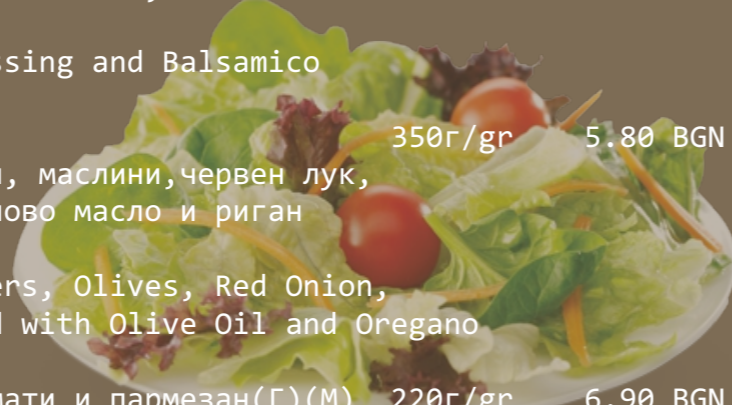 ssing and Balsamico
350г/gr 5.80 BGN
, маслини,червен лук,
ово масло и риган
ers, Olives, Red Onion,
with Olive Oil and Oregano
мати и пармезан(Г)(М) 220г/gr 6.90 BGN